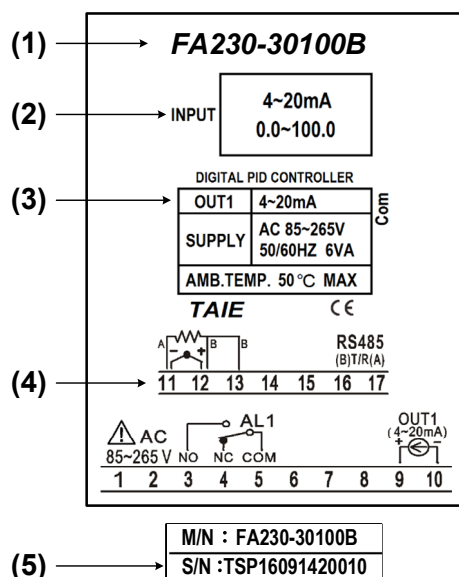 (1) FA230-30100B
(2) INPUT 4~20mA
0.0~100.0
DIGITAL PID CONTROLLER
(3) OUT1 4~20mA Com
SUPPLY AC 85~265V
50/60HZ 6VA
AMB.TEMP. 50°C MAX
TAIE CE
A - + B B RS485
(B)T/R(A)
(4) 11 12 13 14 15 16 17
AC
85~265 V NO NC COM AL1
OUT1
(4~20mA)
+ -
1 2 3 4 5 6 7 8 9 10
M/N : FA230-30100B
(5) S/N :TSP16091420010